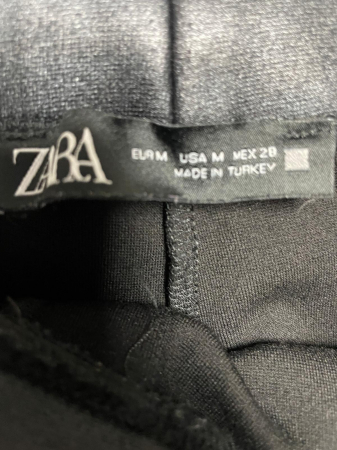 ZARA
EUR M USA M MEX 28
MADE IN TURKEY